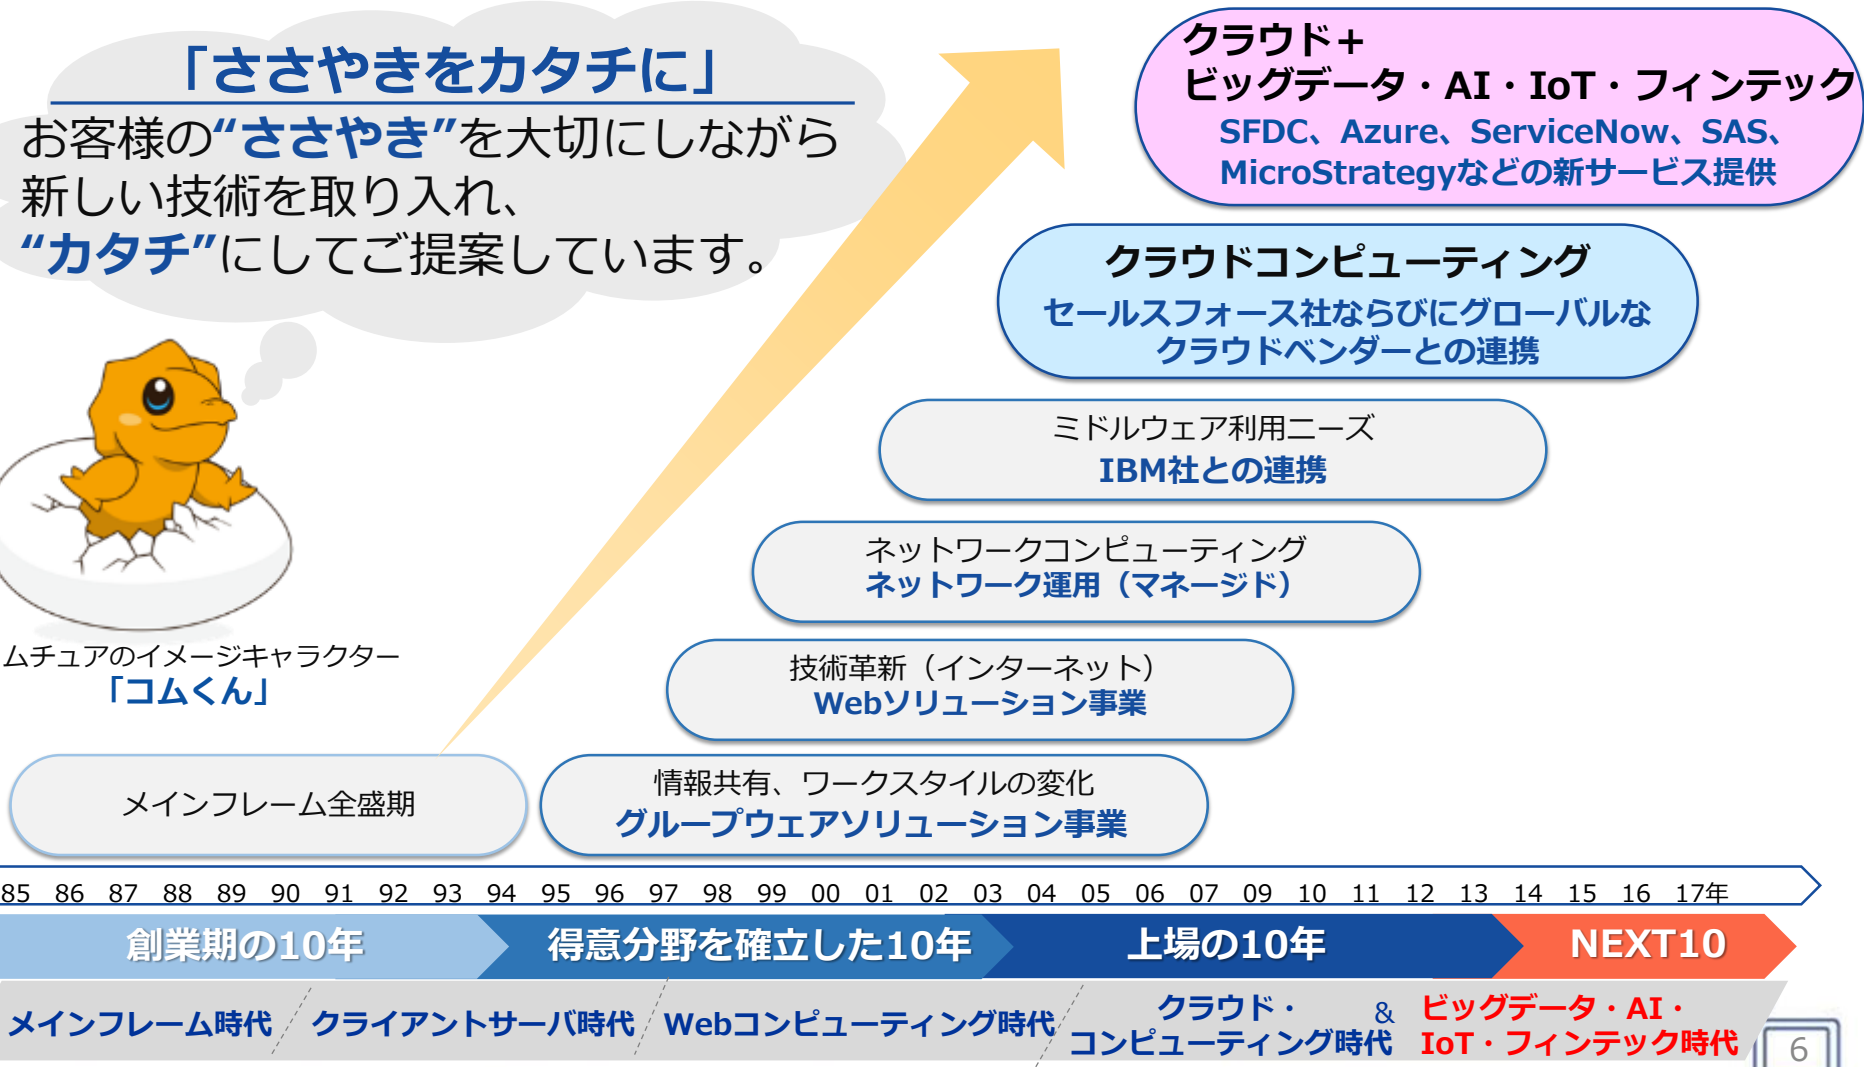 「ささやきをカタチに」
お客様の“ささやき”を大切にしながら
新しい技術を取り入れ、
“カタチ”にしてご提案しています。
ムチュアのイメージキャラクター
「コムくん」
クラウド+
ビッグデータ・AI・IoT・フィンテック
SFDC、Azure、ServiceNow、SAS、
MicroStrategyなどの新サービス提供
クラウドコンピューティング
セールスフォース社ならびにグローバルな
クラウドベンダーとの連携
ミドルウェア利用ニーズ
IBM社との連携
ネットワークコンピューティング
ネットワーク運用（マネージド）
技術革新（インターネット）
Webソリューション事業
メインフレーム全盛期
情報共有、ワークスタイルの変化
グループウェアソリューション事業
85 86 87 88 89 90 91 92 93 94 95 96 97 98 99 00 01 02 03 04 05 06 07 09 10 11 12 13 14 15 16 17年
創業期の10年 得意分野を確立した10年 上場の10年 NEXT10
メインフレーム時代 クライアントサーバ時代 Webコンピューティング時代
クラウド・
コンピューティング時代
&
ビッグデータ・AI・
IoT・フィンテック時代
6